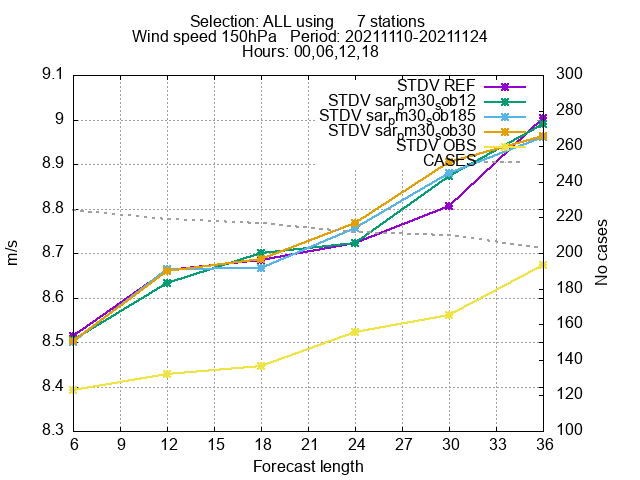 Selection: ALL using 7 stations
Wind speed 150hPa Period: 20211110-20211124
Hours: 00,06,12,18
STDV REF
STDV sarpm30sob12
STDV sarpm30sob185
STDV sarpm30sob30
STDV OBS
CASES
9.1
9
8.9
8.8
8.7
8.6
8.5
8.4
8.3
m/s
300
280
260
240
220
200
180
160
140
120
100
No cases
6 9 12 15 18 21 24 27 30 33 36
Forecast length